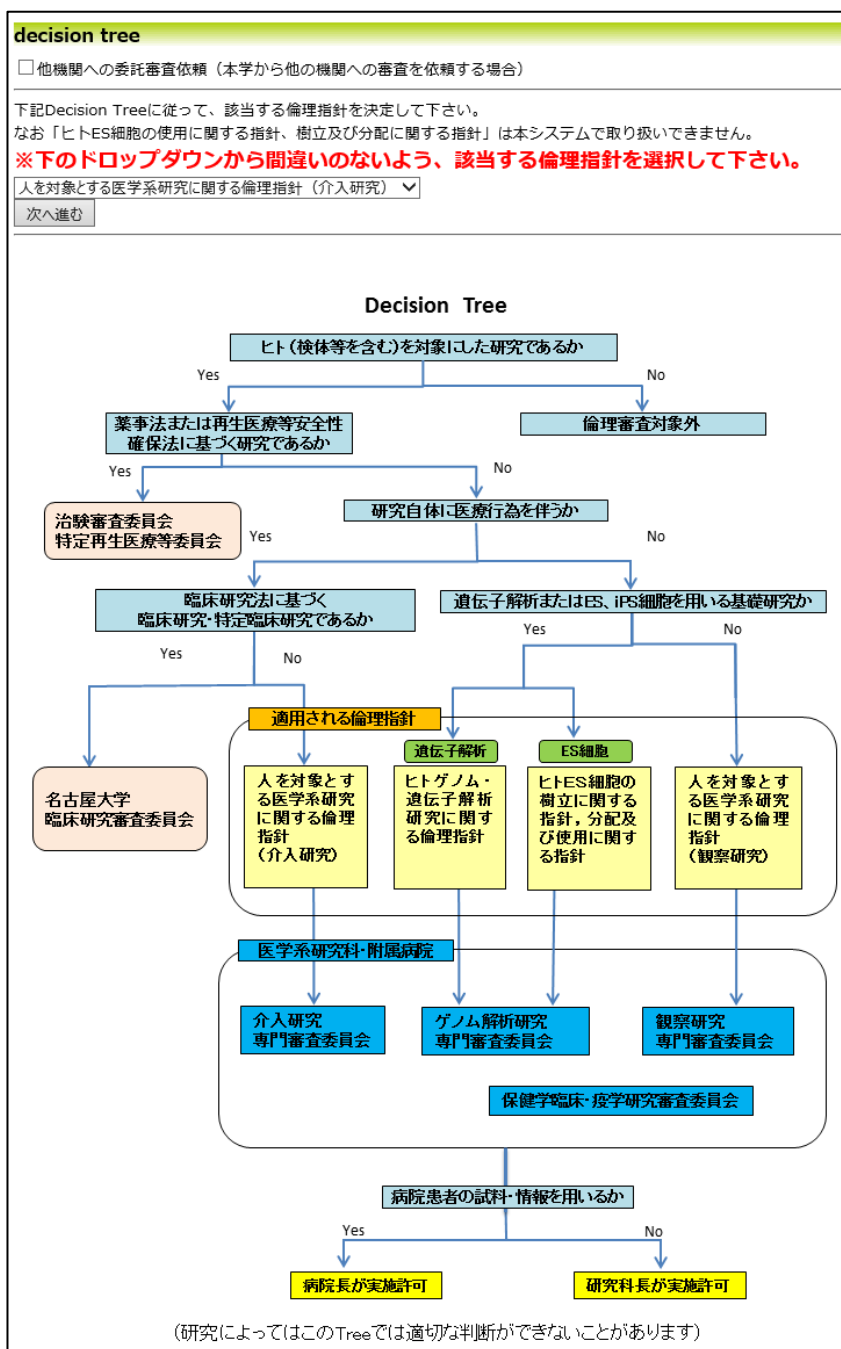 decision tree
他機関への委託審査依頼（本学から他の機関への審査を依頼する場合）
下記Decision Treeに従って、該当する倫理指針を決定して下さい。
なお「ヒトES細胞の使用に関する指針、樹立及び分配に関する指針」は本システムで取り扱いできません。
※下のドロップダウンから間違いのないよう、該当する倫理指針を選択して下さい。
人を対象とする医学系研究に関する倫理指針（介入研究）
次へ進む
Decision Tree
ヒト(検体等を含む)を対象にした研究であるか
Yes
No
薬事法または再生医療等安全性
確保法に基づく研究であるか
倫理審査対象外
Yes
No
治験審査委員会
特定再生医療等委員会
研究自体に医療行為を伴うか
Yes
No
臨床研究法に基づく
臨床研究・特定臨床研究であるか
遺伝子解析またはES、iPS細胞を用いる基礎研究か
Yes
No
Yes
No
適用される倫理指針
遺伝子解析
ES細胞
名古屋大学
臨床研究審査委員会
人を対象とす
る医学系研究
に関する倫理
指針
(介入研究)
ヒトゲノム・
遺伝子解析
研究に関す
る倫理指針
ヒトES細胞の
樹立に関する
指針，分配及
び使用に関す
る指針
人を対象とす
る医学系研究
に関する倫理
指針
(観察研究)
医学系研究科・附属病院
介入研究
専門審査委員会
ゲノム解析研究
専門審査委員会
観察研究
専門審査委員会
保健学臨床・疫学研究審査委員会
病院患者の試料・情報を用いるか
Yes
No
病院長が実施許可
研究科長が実施許可
(研究によってはこのTreeでは適切な判断ができないことがあります)